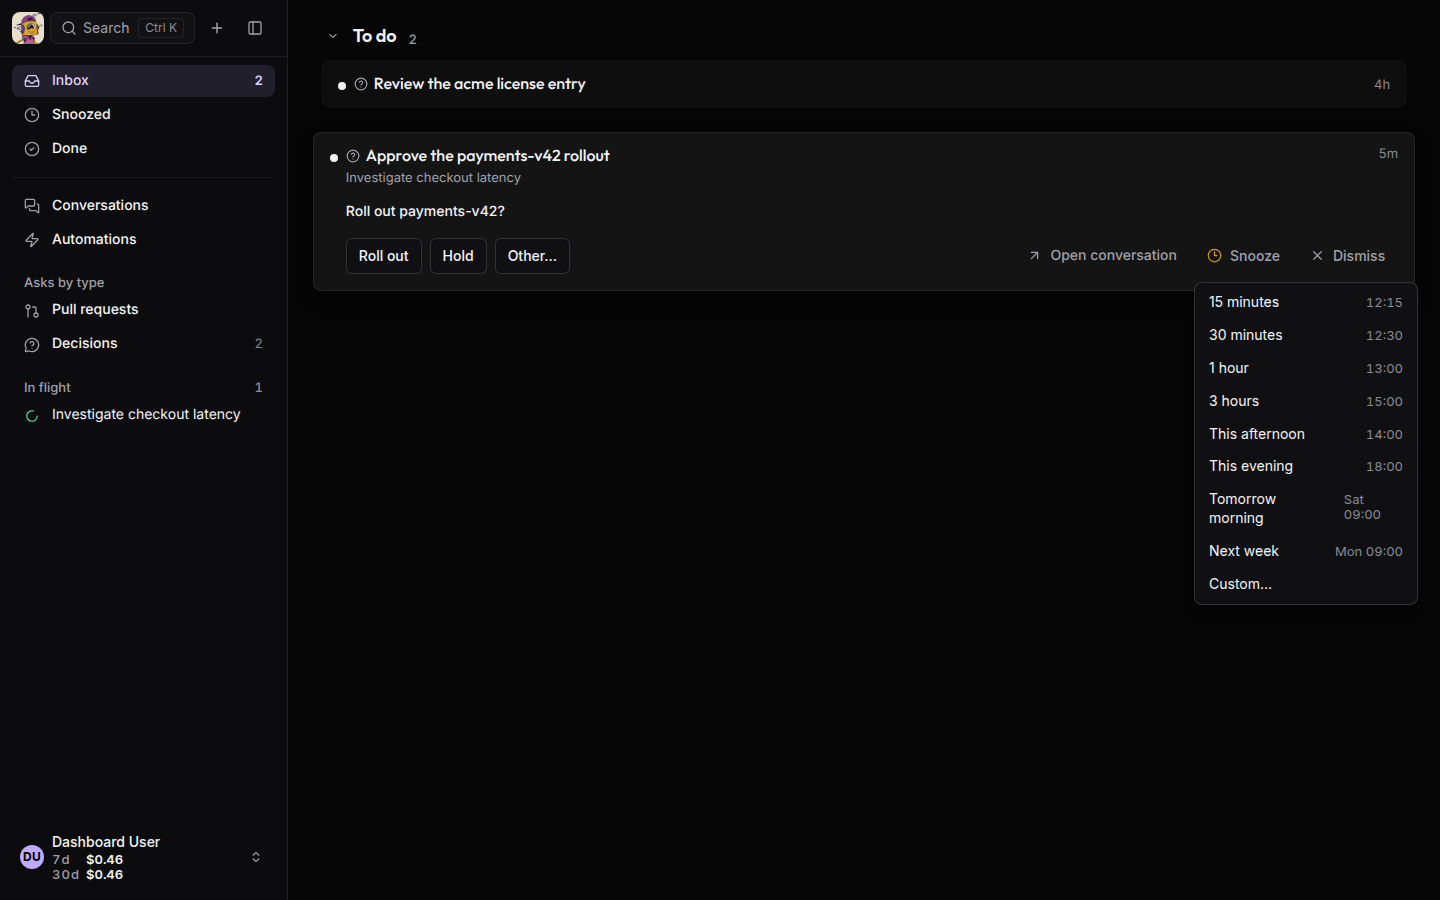 Search Ctrl K
Inbox 2
Snoozed
Done
Conversations
Automations
Asks by type
Pull requests
Decisions 2
In flight 1
Investigate checkout latency
DU
Dashboard User
7d $0.46
30d $0.46
To do 2
Review the acme license entry 4h
Approve the payments-v42 rollout 5m
Investigate checkout latency
Roll out payments-v42?
Roll out Hold Other... Open conversation Snooze Dismiss
15 minutes 12:15
30 minutes 12:30
1 hour 13:00
3 hours 15:00
This afternoon 14:00
This evening 18:00
Tomorrow morning Sat 09:00
Next week Mon 09:00
Custom...